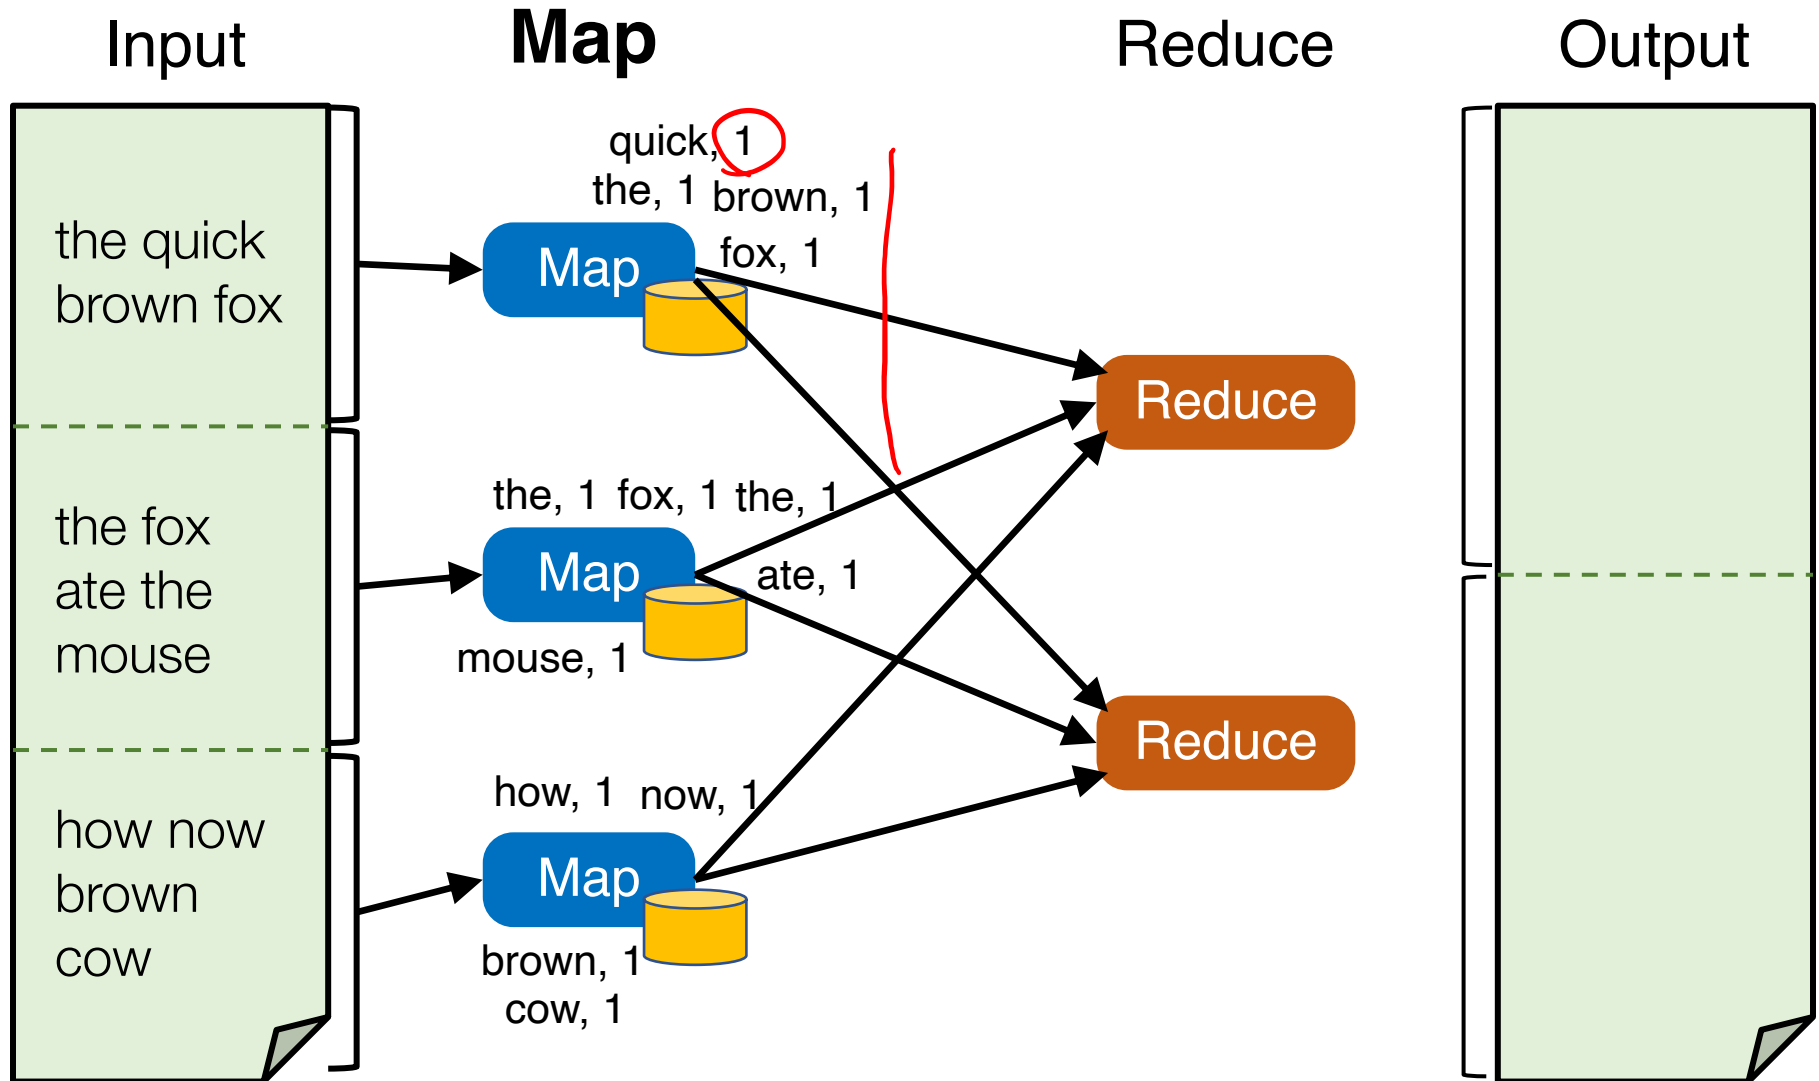 Input
Map
Reduce
Output
the quick
brown fox
quick, 1
the, 1
brown, 1
fox, 1
Map
Reduce
the fox
ate the
mouse
the, 1
fox, 1
the, 1
Map
ate, 1
mouse, 1
Reduce
how now
brown
cow
how, 1
now, 1
Map
brown, 1
cow, 1